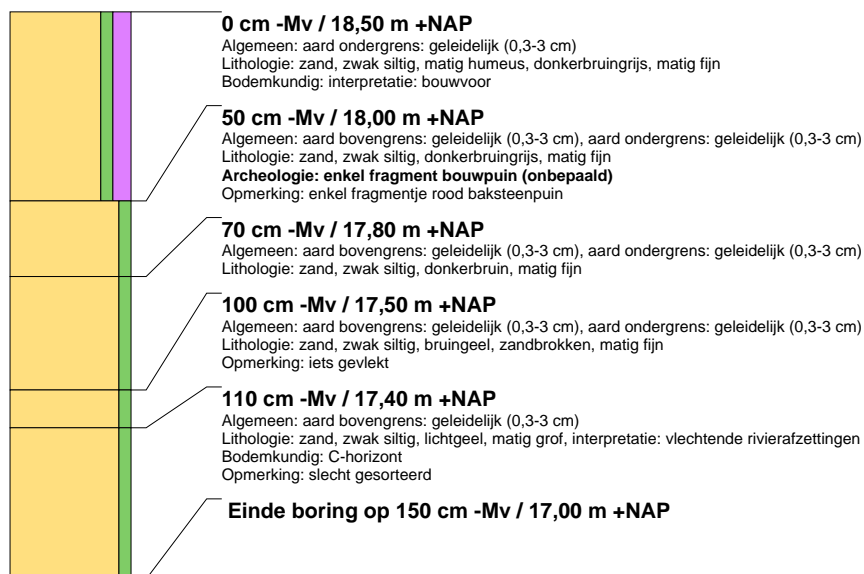 0 cm -Mv / 18,50 m +NAP
Algemeen: aard ondergrens: geleidelijk (0,3-3 cm)
Lithologie: zand, zwak siltig, matig humeus, donkerbruingrijs, matig fijn
Bodemkundig: interpretatie: bouwvoor
50 cm -Mv / 18,00 m +NAP
Algemeen: aard bovengrens: geleidelijk (0,3-3 cm), aard ondergrens: geleidelijk (0,3-3 cm)
Lithologie: zand, zwak siltig, donkerbruingrijs, matig fijn
Archeologie: enkel fragment bouwpuin (onbepaald)
Opmerking: enkel fragmentje rood baksteenpuin
70 cm -Mv / 17,80 m +NAP
Algemeen: aard bovengrens: geleidelijk (0,3-3 cm), aard ondergrens: geleidelijk (0,3-3 cm)
Lithologie: zand, zwak siltig, donkerbruin, matig fijn
100 cm -Mv / 17,50 m +NAP
Algemeen: aard bovengrens: geleidelijk (0,3-3 cm), aard ondergrens: geleidelijk (0,3-3 cm)
Lithologie: zand, zwak siltig, bruingeel, zandbrokken, matig fijn
Opmerking: iets gevlekt
110 cm -Mv / 17,40 m +NAP
Algemeen: aard bovengrens: geleidelijk (0,3-3 cm)
Lithologie: zand, zwak siltig, lichtgeel, matig grof, interpretatie: vlechtende rivierafzettingen
Bodemkundig: C-horizont
Opmerking: slecht gesorteerd
Einde boring op 150 cm -Mv / 17,00 m +NAP